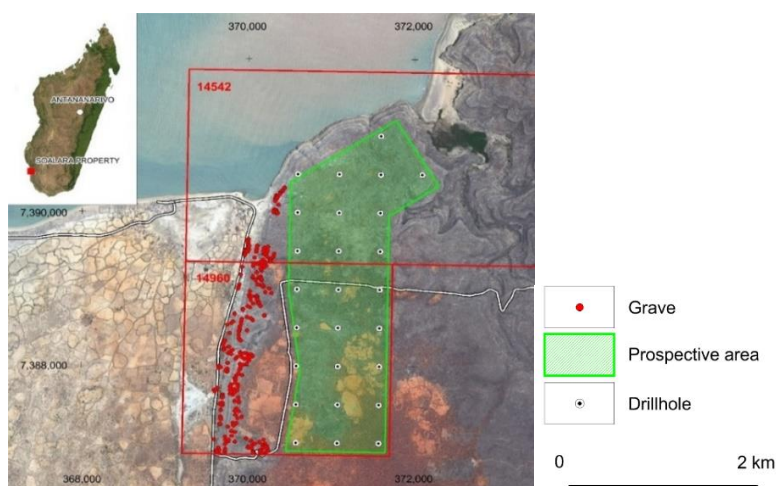 370,000 372,000
14542
ANTANANARIVO
SOALARA PROPERTY
7,390,000
14960
Grave
Prospective area
7,388,000
Drillhole
0 2 km
368,000 370,000 372,000